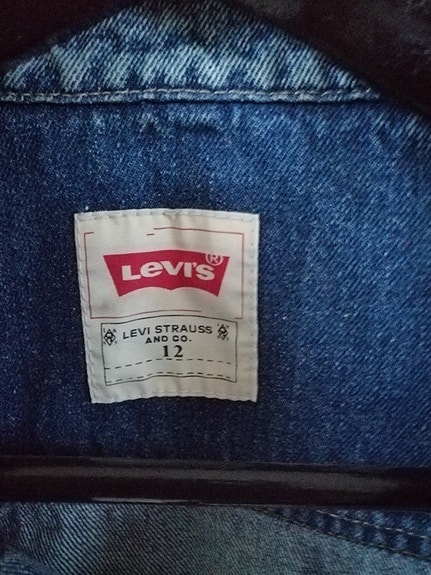 LEVI'S®
LEVI STRAUSS
AND CO.
12